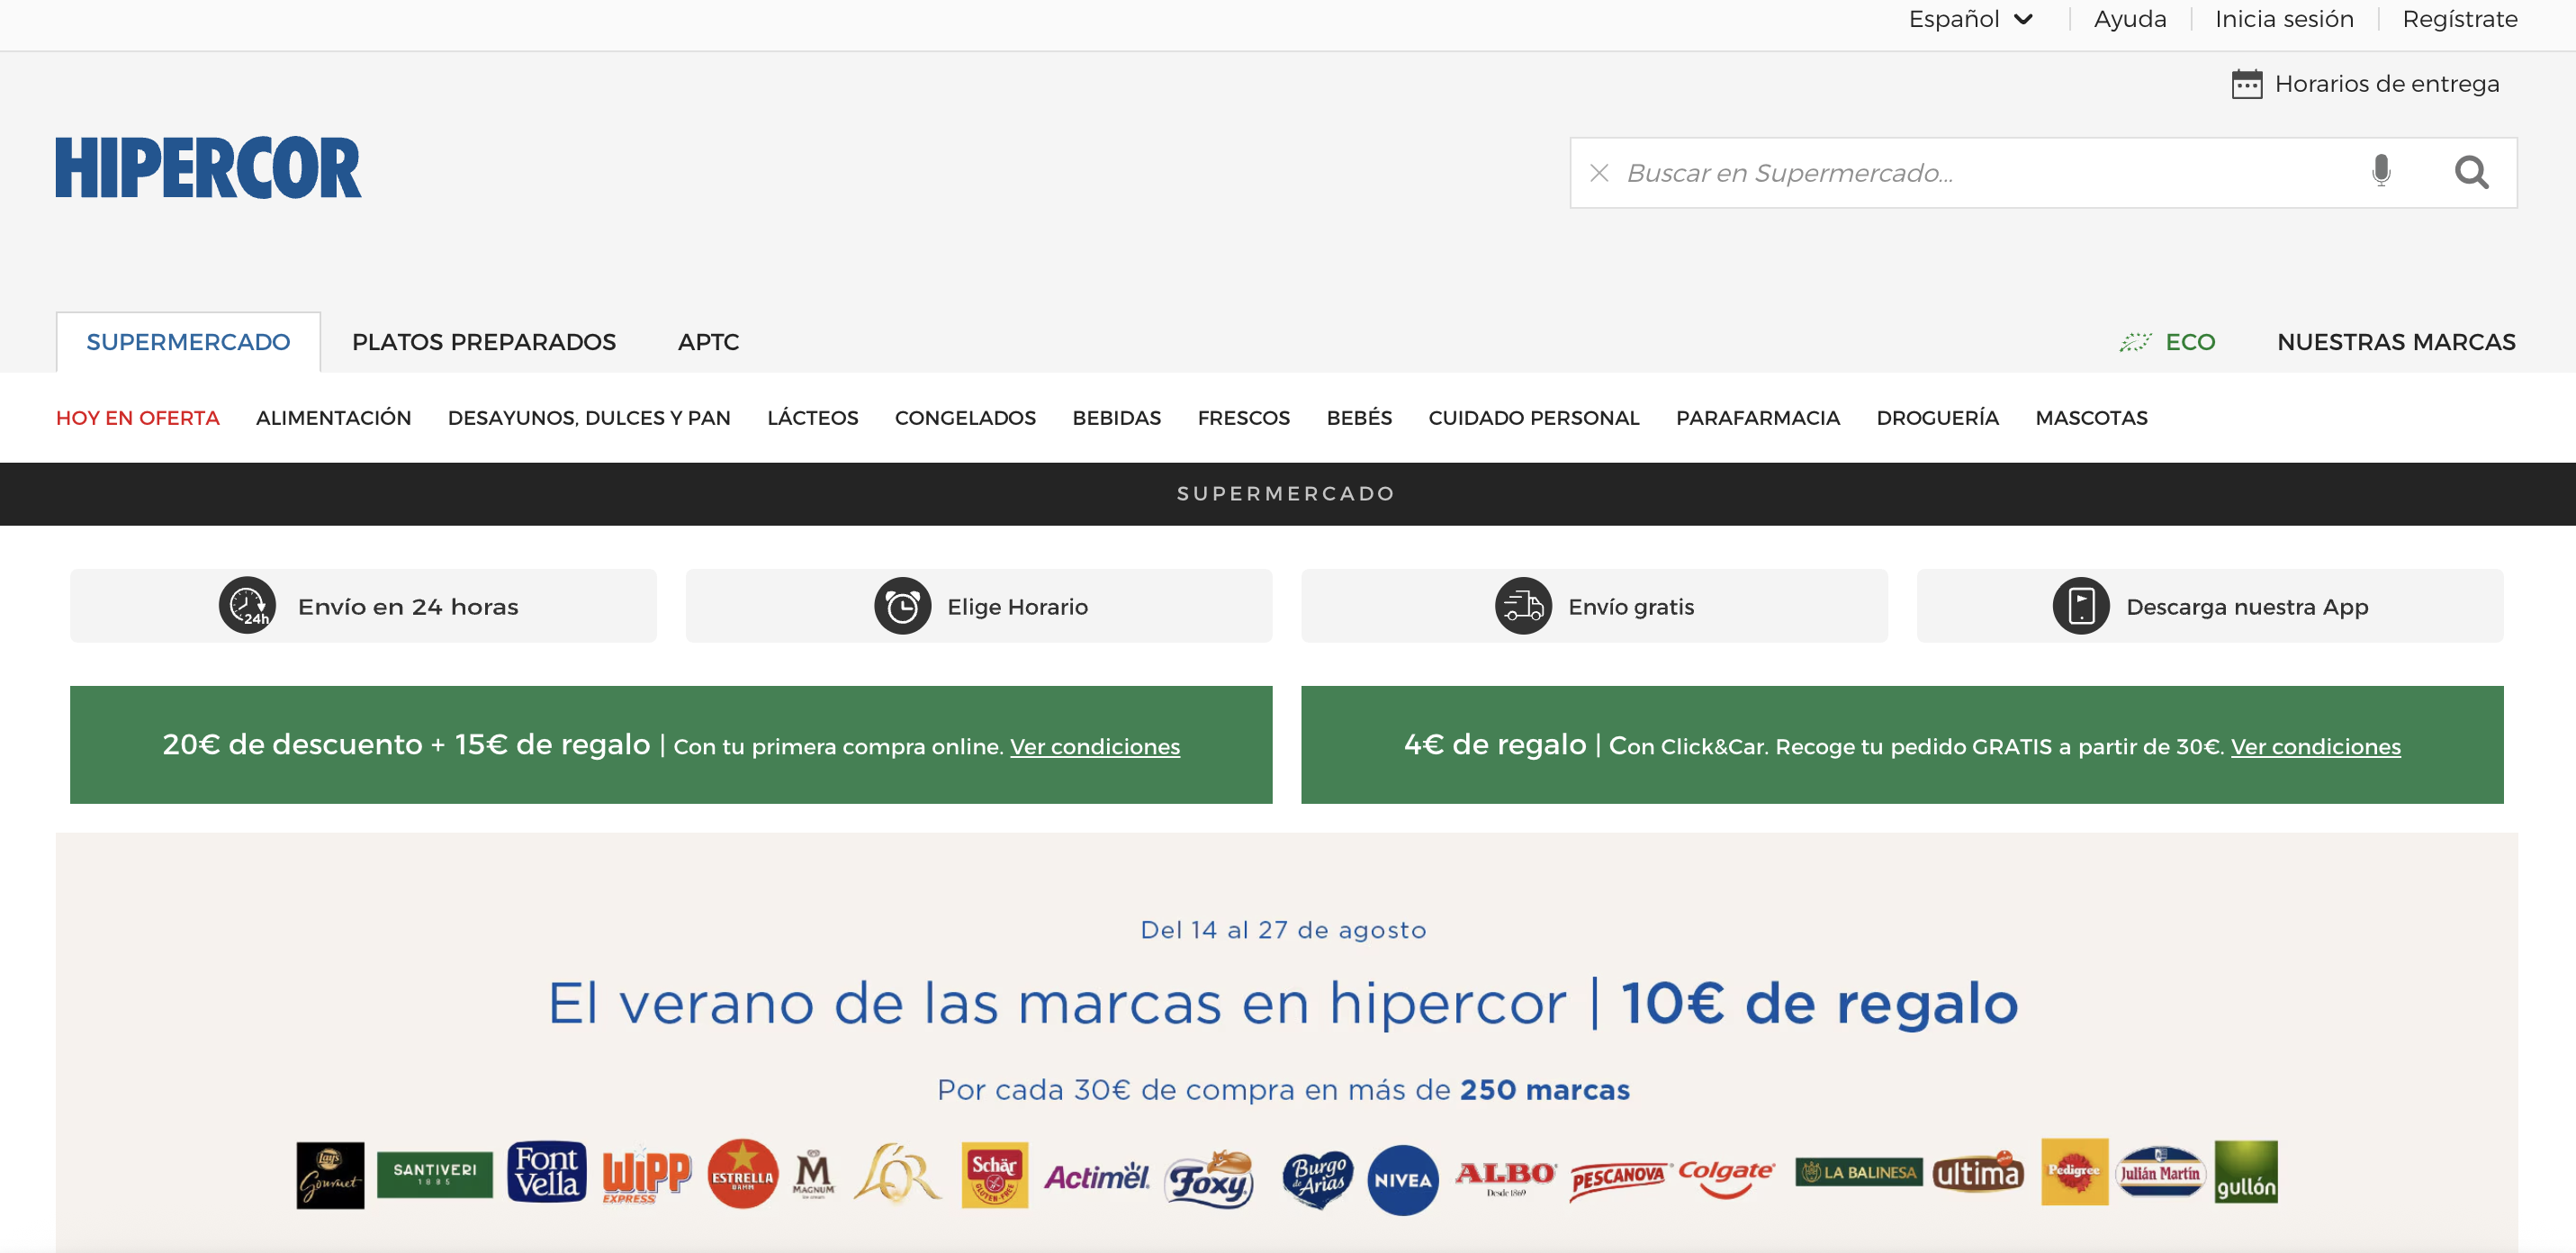 Español Ayuda Inicia sesión Regístrate
Horarios de entrega
HIPERCOR
Buscar en Supermercado...
SUPERMERCADO PLATOS PREPARADOS APTC ECO NUESTRAS MARCAS
HOY EN OFERTA ALIMENTACIÓN DESAYUNOS, DULCES Y PAN LÁCTEOS CONGELADOS BEBIDAS FRESCOS BEBÉS CUIDADO PERSONAL PARAFARMACIA DROGUERÍA MASCOTAS
SUPERMERCADO
24h Envío en 24 horas Elige Horario Envío gratis Descarga nuestra App
20€ de descuento + 15€ de regalo | Con tu primera compra online. Ver condiciones
4€ de regalo | Con Click&Car. Recoge tu pedido GRATIS a partir de 30€. Ver condiciones
Del 14 al 27 de agosto
El verano de las marcas en hipercor | 10€ de regalo
Por cada 30€ de compra en más de 250 marcas
Lay's Gourmet
SANTIVERI 1885
Font Vella
WiPP EXPRESS
ESTRELLA DAMM
M MAGNUM
L'OR
Schär GLUTEN-FREE
Actimel
Foxy
Burgo de Arias
NIVEA
ALBO Desde 1869
PESCANOVA
Colgate
LA BALINESA
ultima
Pedigree
Julián Martín
gullón